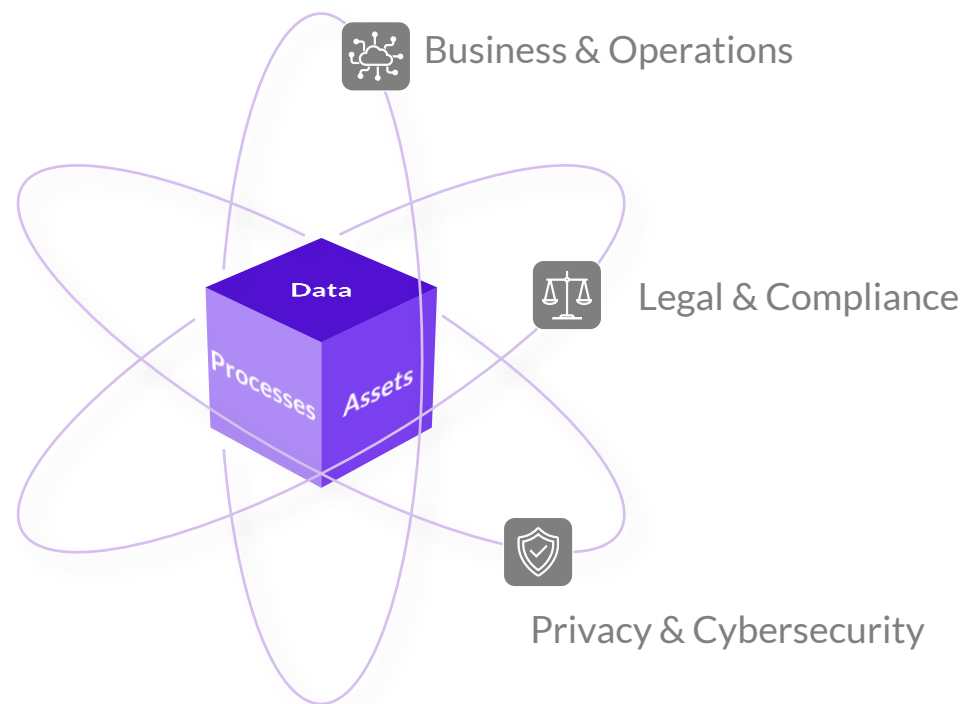 Business & Operations
Data
Legal & Compliance
Processes
Assets
Privacy & Cybersecurity